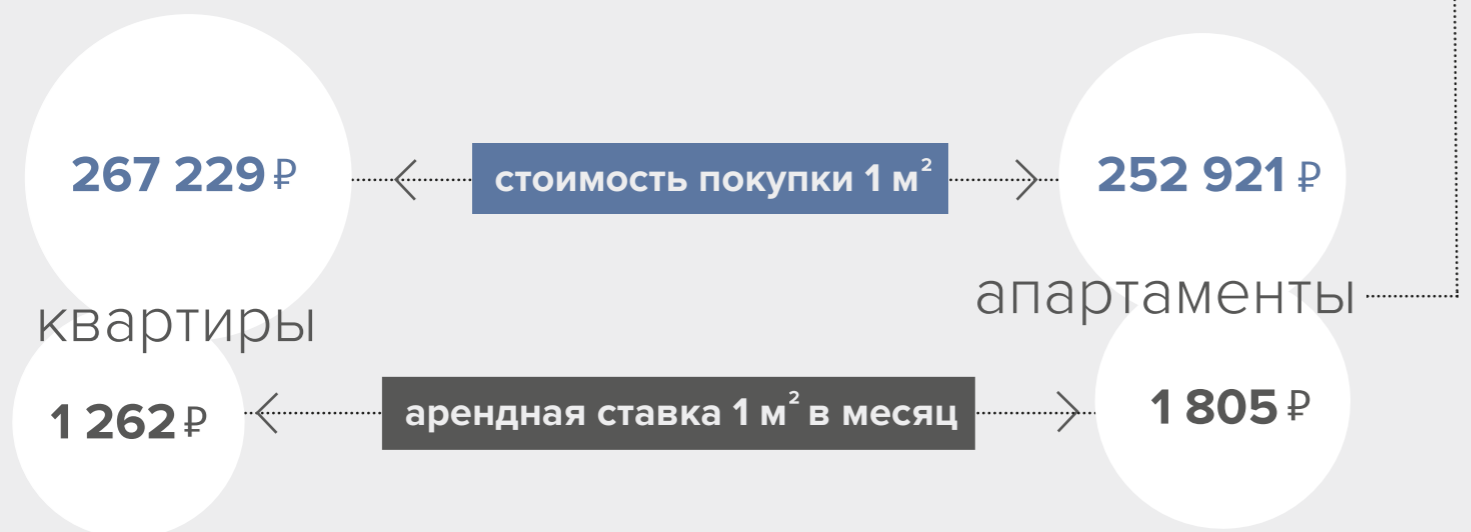 267 229 ₽
стоимость покупки 1 м²
252 921 ₽
квартиры
апартаменты
1 262 ₽
арендная ставка 1 м² в месяц
1 805 ₽